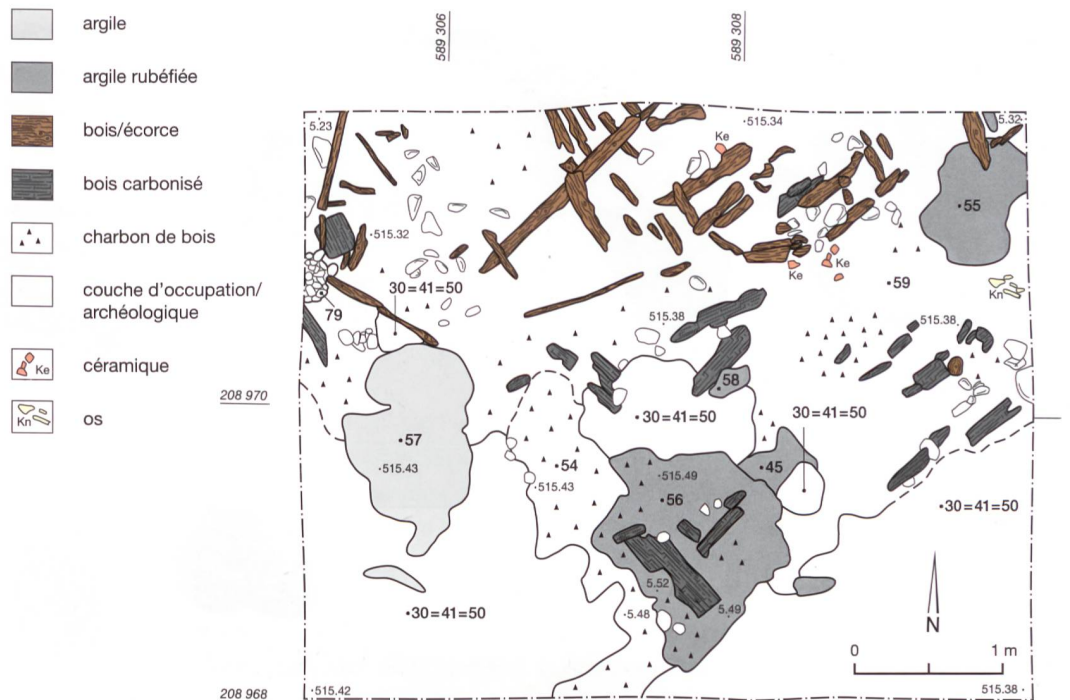 argile
argile rubéfiée
bois/écorce
bois carbonisé
charbon de bois
couche d'occupation/
archéologique
Ke
céramique
Kn
os
589 306
589 308
5.23
515.34
5.32
Ke
55
515.32
Ke
Ke
59
Kn
30=41=50
79
515.38
515.38
58
208 970
30=41=50
30=41=50
57
515.43
54
515.43
515.49
45
56
30=41=50
5.52
5.49
5.48
30=41=50
N
0
1 m
208 968
515.42
515.38